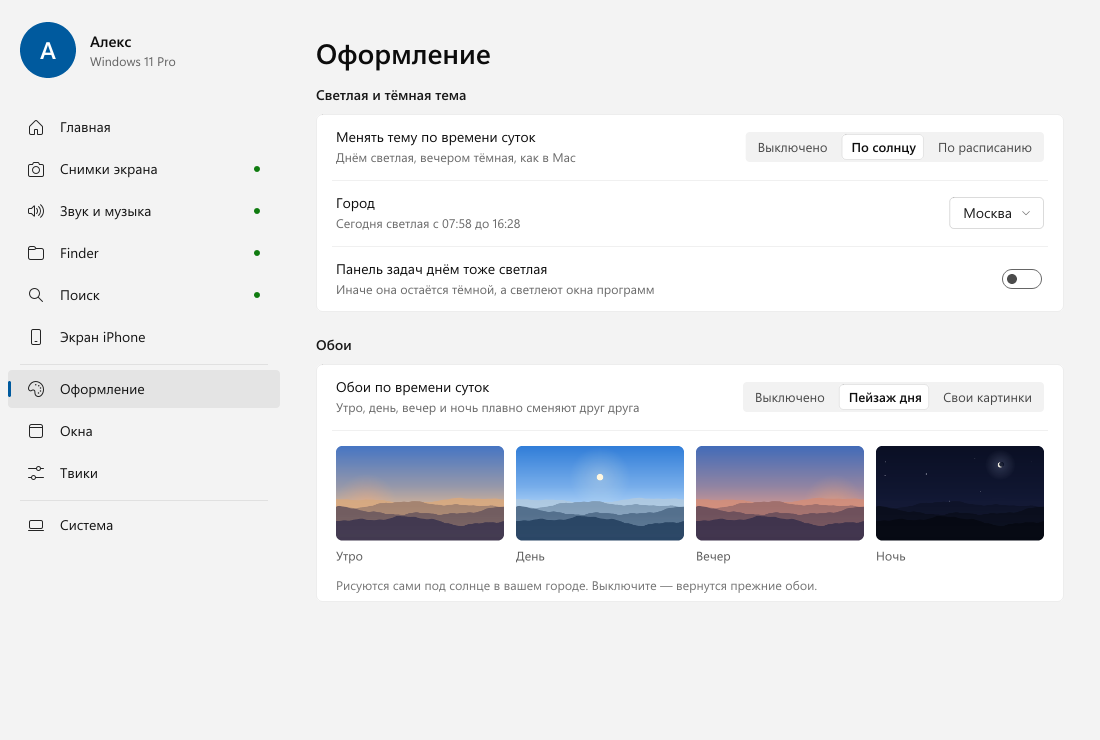 A
Алекс
Windows 11 Pro
Главная
Снимки экрана
Звук и музыка
Finder
Поиск
Экран iPhone
Оформление
Окна
Твики
Система
Оформление
Светлая и тёмная тема
Менять тему по времени суток
Днём светлая, вечером тёмная, как в Mac
Выключено По солнцу По расписанию
Город
Сегодня светлая с 07:58 до 16:28
Москва
Панель задач днём тоже светлая
Иначе она остаётся тёмной, а светлеют окна программ
Обои
Обои по времени суток
Утро, день, вечер и ночь плавно сменяют друг друга
Выключено Пейзаж дня Свои картинки
Утро День Вечер Ночь
Рисуются сами под солнце в вашем городе. Выключите — вернутся прежние обои.